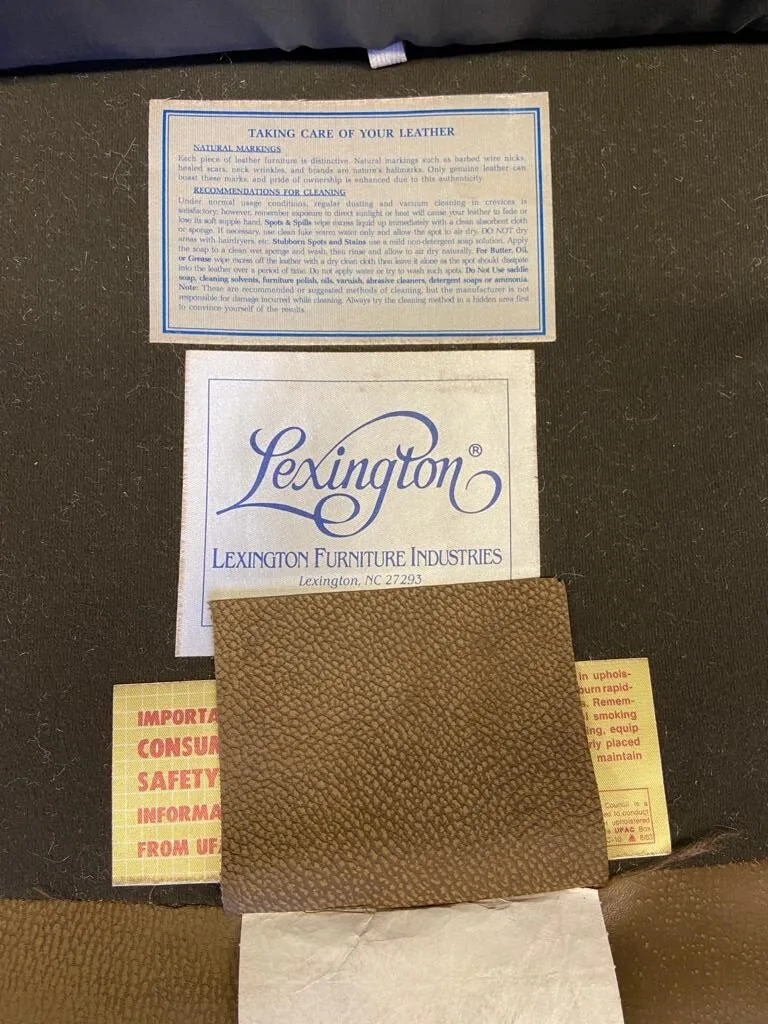 TAKING CARE OF YOUR LEATHER
NATURAL MARKINGS
Each piece of leather furniture is distinctive. Natural markings such as barbed wire nicks,
healed scars, neck wrinkles, and brands are nature's hallmarks. Only genuine leather can
boast these marks, and pride of ownership is enhanced due to this authenticity.
RECOMMENDATIONS FOR CLEANING
Under normal usage conditions, regular dusting and vacuum cleaning in crevices is
satisfactory; however, remember exposure to direct sunlight or heat will cause your leather to fade or
lose its soft supple hand. Spots & Spills wipe excess liquid up immediately with a clean absorbent cloth
or sponge. If necessary, use clean luke warm water only and allow the spot to air dry. DO NOT dry
areas with hairdryers, etc. Stubborn Spots and Stains use a mild non-detergent soap solution. Apply
the soap to a clean wet sponge and wash, then rinse and allow to air dry naturally. For Butter, Oil,
or Grease wipe excess off the leather with a dry clean cloth then leave it alone as the spot should dissipate
into the leather over a period of time. Do not apply water or try to wash such spots. Do Not Use saddle
soap, cleaning solvents, furniture polish, oils, varnish, abrasive cleaners, detergent soaps or ammonia.
Note: These are recommended or suggested methods of cleaning, but the manufacturer is not
responsible for damage incurred while cleaning. Always try the cleaning method in a hidden area first
to convince yourself of the results.
Lexington®
LEXINGTON FURNITURE INDUSTRIES
Lexington, NC 27293
IMPORTA
CONSUM
SAFETY
INFORMA
FROM UFA
in uphols-
burn rapid-
s. Remem-
l smoking
ing, equip
rly placed
maintain
Council is a
ed to conduct
upholstered
UFAC Box